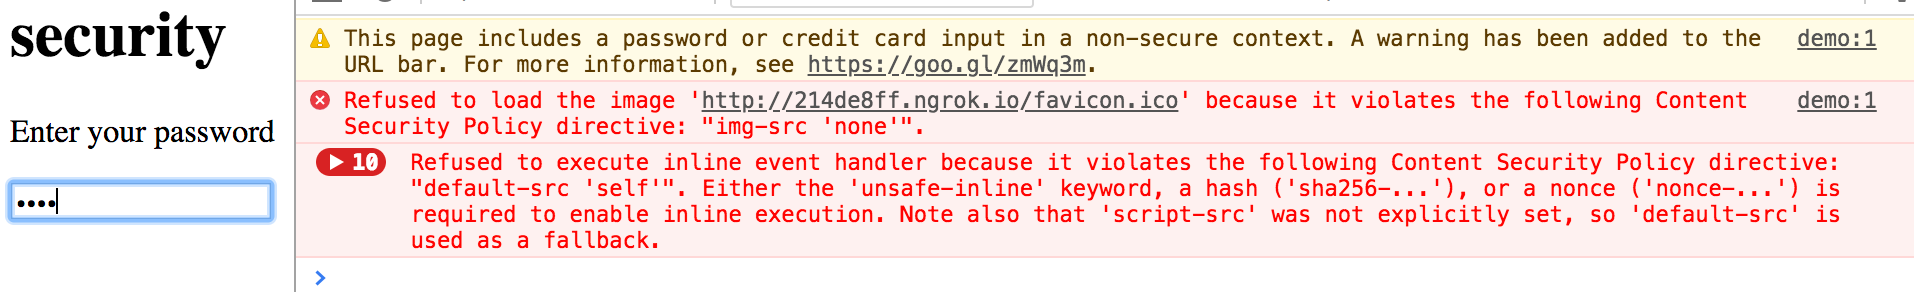 security
Enter your password
This page includes a password or credit card input in a non-secure context. A warning has been added to the demo:1
URL bar. For more information, see https://goo.gl/zmWq3m.
Refused to load the image 'http://214de8ff.ngrok.io/favicon.ico' because it violates the following Content demo:1
Security Policy directive: "img-src 'none'".
10 Refused to execute inline event handler because it violates the following Content Security Policy directive:
"default-src 'self'". Either the 'unsafe-inline' keyword, a hash ('sha256-...'), or a nonce ('nonce-...') is
required to enable inline execution. Note also that 'script-src' was not explicitly set, so 'default-src' is
used as a fallback.